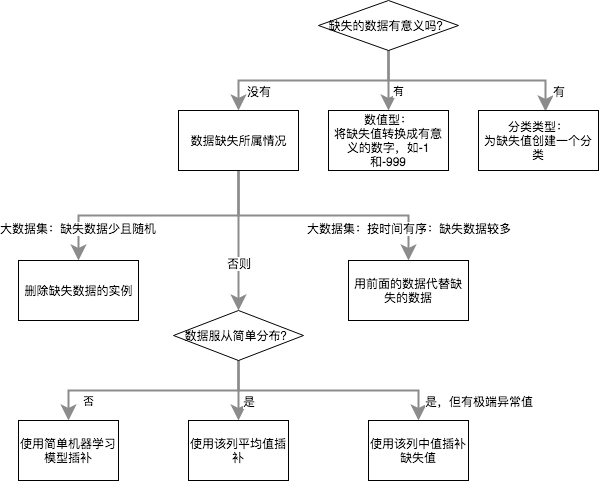 缺失的数据有意义吗？
没有
有
有
数据缺失所属情况
数值型：
将缺失值转换成有意
义的数字，如-1
和-999
分类类型：
为缺失值创建一个分
类
大数据集：缺失数据少且随机
大数据集：按时间有序：缺失数据较多
否则
删除缺失数据的实例
用前面的数据代替缺
失的数据
数据服从简单分布？
否
是
是，但有极端异常值
使用简单机器学习
模型插补
使用该列平均值插
补
使用该列中值插补
缺失值